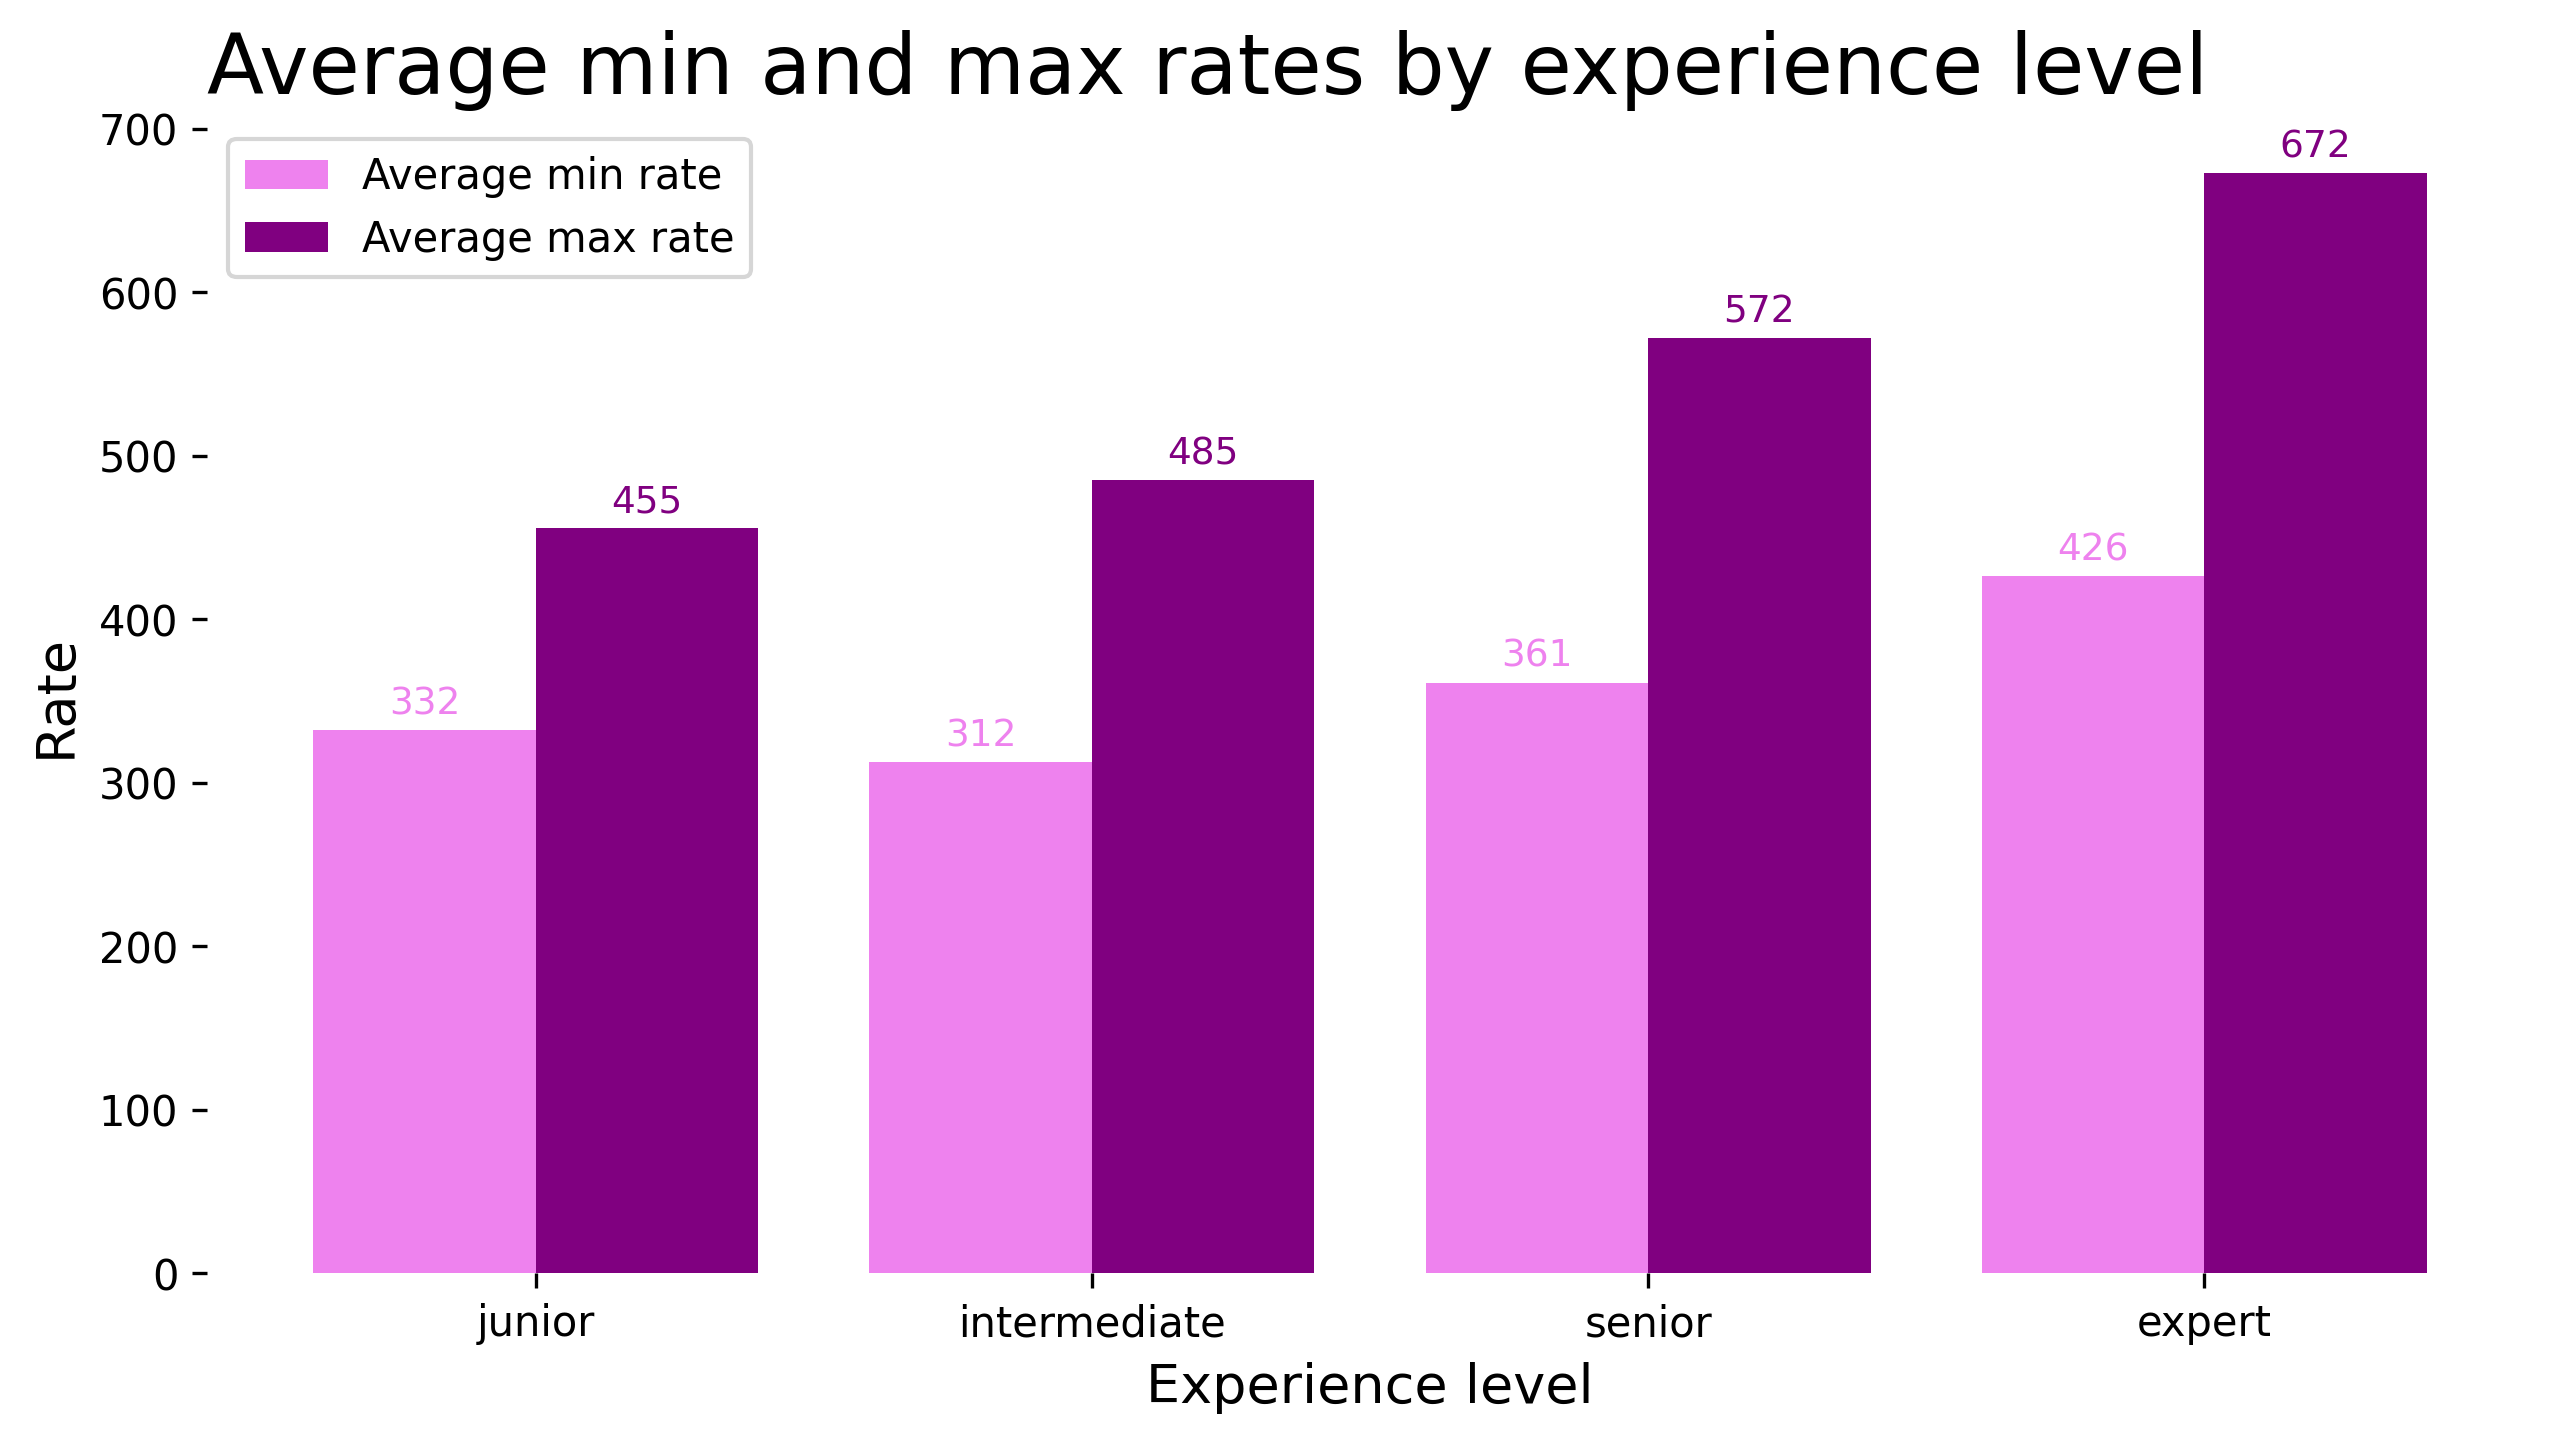 Average min and max rates by experience level
700
600
500
400
300
200
100
0
Rate
Average min rate
Average max rate
332
455
312
485
361
572
426
672
junior
intermediate
senior
expert
Experience level